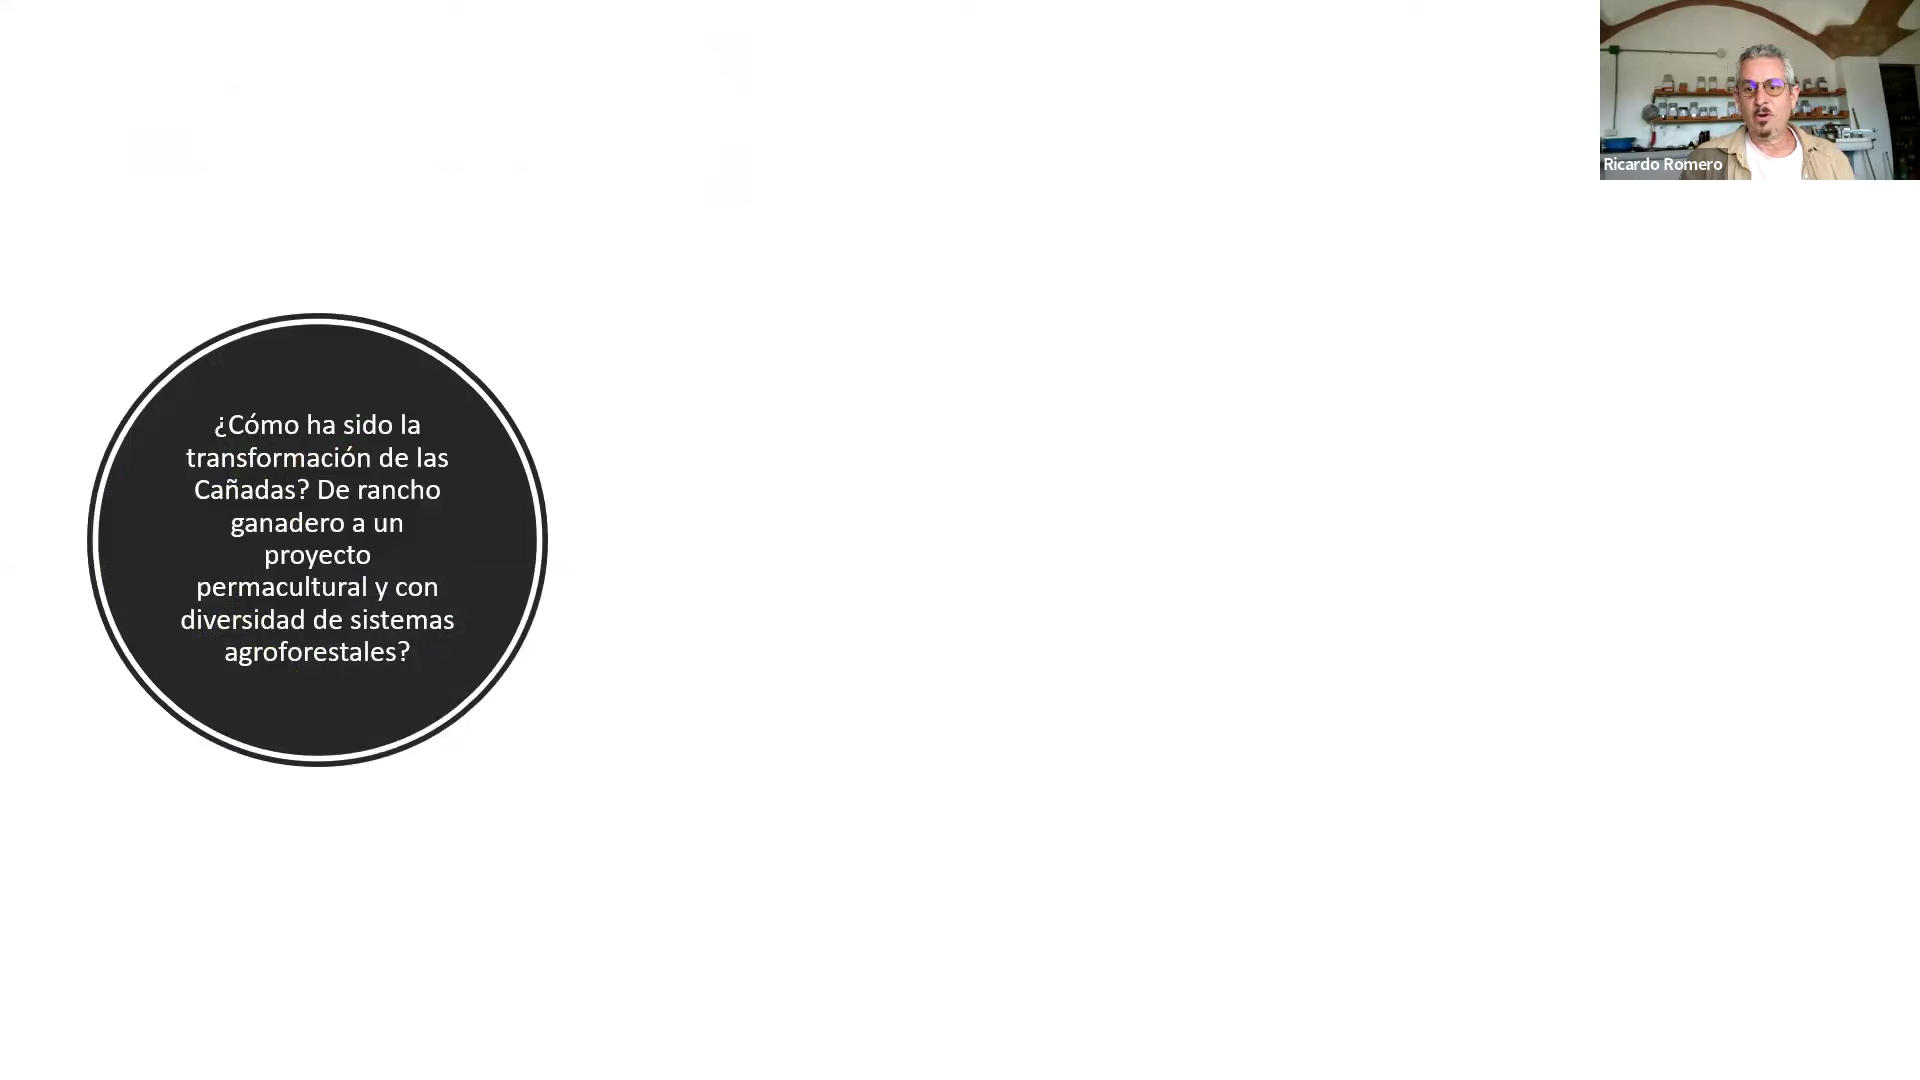 Ricardo Romero
¿Cómo ha sido la
transformación de las
Cañadas? De rancho
ganadero a un
proyecto
permacultural y con
diversidad de sistemas
agroforestales?